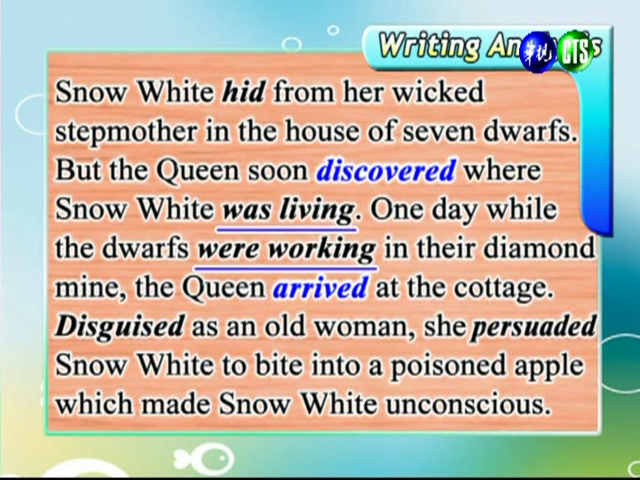 Writing An
華視 CTS
Snow White hid from her wicked
stepmother in the house of seven dwarfs.
But the Queen soon discovered where
Snow White was living. One day while
the dwarfs were working in their diamond
mine, the Queen arrived at the cottage.
Disguised as an old woman, she persuaded
Snow White to bite into a poisoned apple
which made Snow White unconscious.